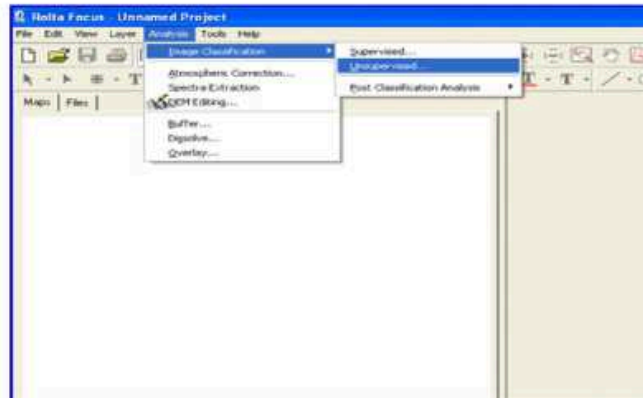 Rolta Focus - Unnamed Project
File Edit View Layer Analysis Tools Help
Image Classification
Supervised...
Unsupervised...
Atmospheric Correction...
Spectra Extraction
Post Classification Analysis
DEM Editing...
Maps Files
Buffer...
Dissolve...
Overlay...